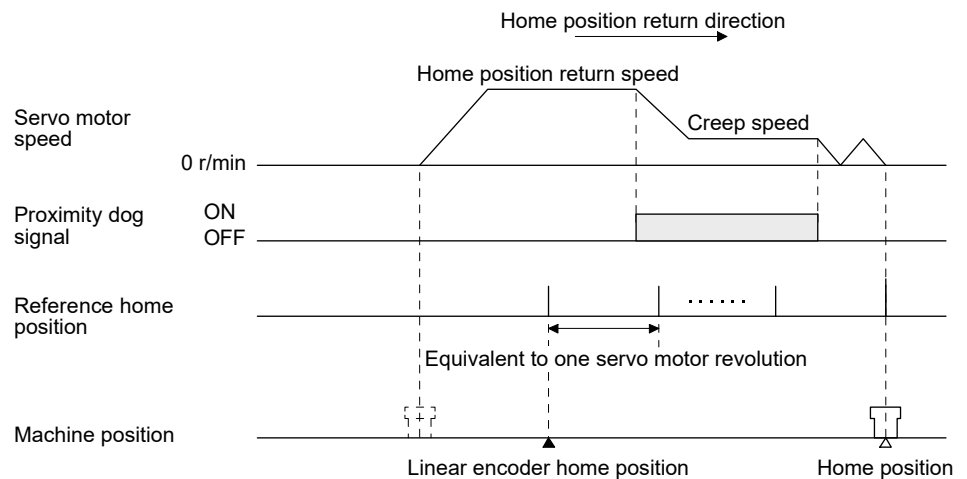 Home position return direction
Home position return speed
Servo motor
speed
Creep speed
0 r/min
Proximity dog
signal
ON
OFF
Reference home
position
Equivalent to one servo motor revolution
Machine position
Linear encoder home position
Home position